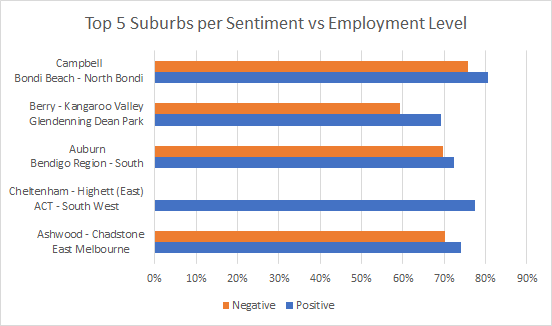 Top 5 Suburbs per Sentiment vs Employment Level
Campbell
Bondi Beach - North Bondi
Berry - Kangaroo Valley
Glendenning Dean Park
Auburn
Bendigo Region - South
Cheltenham - Highett (East)
ACT - South West
Ashwood - Chadstone
East Melbourne
0% 10% 20% 30% 40% 50% 60% 70% 80% 90%
Negative Positive